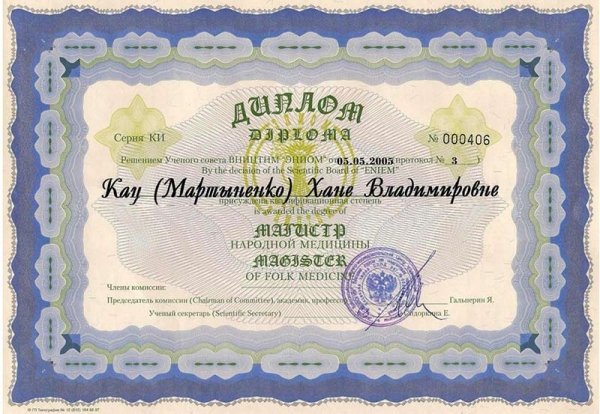 ДИПЛОМ
DIPLOMA
Серия КИ № 000406
Решением Ученого совета ВНИЦТНМ "ЭНИОМ" от 05.05.2005 протокол № 3
By the decision of the Scientific Board of "ENIEM"
Кау (Мартыненко) Хане Владимировне
присуждена квалификационная степень
is awarded the degree of
МАГИСТР
НАРОДНОЙ МЕДИЦИНЫ
MAGISTER
OF FOLK MEDICINE
Члены комиссии:
Председатель комиссии (Chairman of Committee), академик, профессор Гальперин Я.
Ученый секретарь (Scientific Secretary) Сидоркина Е.